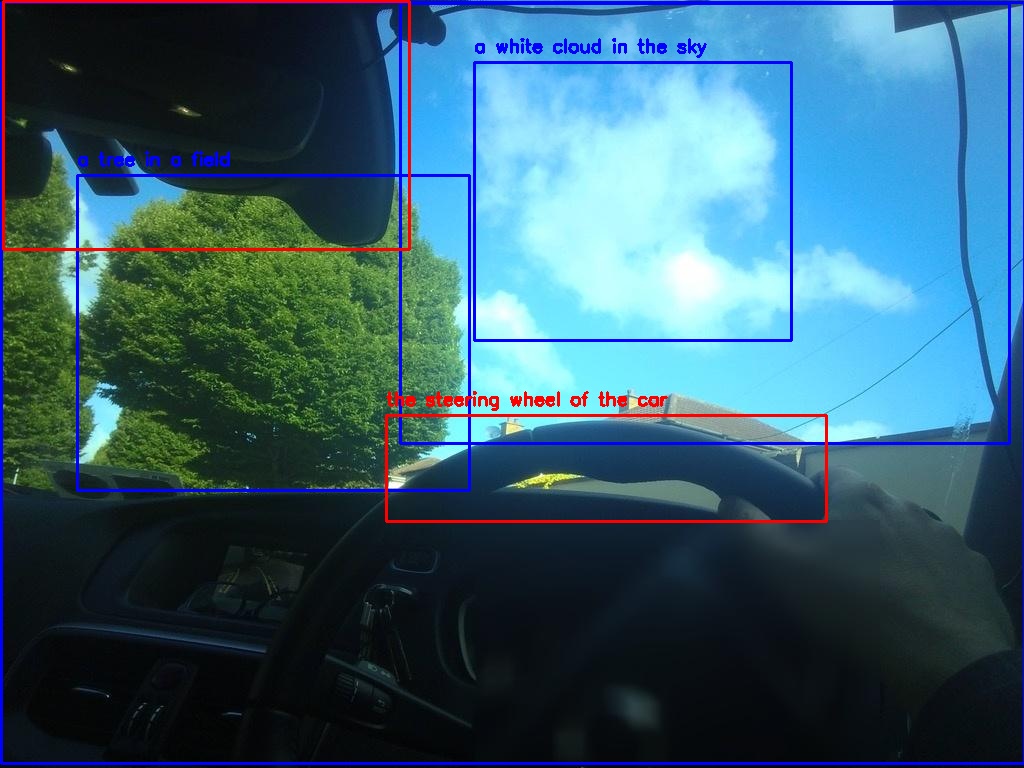 a white cloud in the sky
a tree in a field
the steering wheel of the car